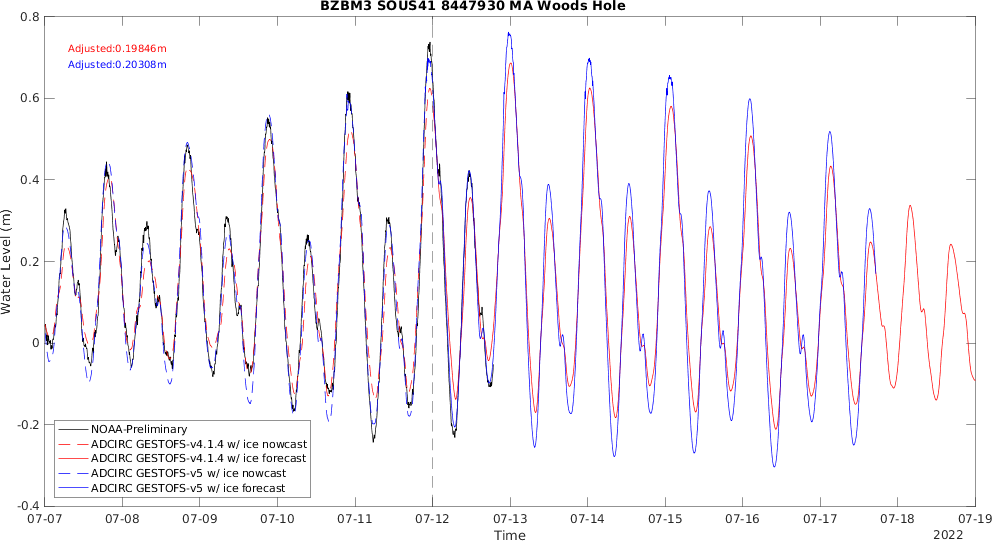 BZBM3 SOUS41 8447930 MA Woods Hole
Adjusted:0.19846m
Adjusted:0.20308m
Water Level (m)
0.8
0.6
0.4
0.2
0
-0.2
-0.4
NOAA-Preliminary
ADCIRC GESTOFS-v4.1.4 w/ ice nowcast
ADCIRC GESTOFS-v4.1.4 w/ ice forecast
ADCIRC GESTOFS-v5 w/ ice nowcast
ADCIRC GESTOFS-v5 w/ ice forecast
07-07 07-08 07-09 07-10 07-11 07-12 07-13 07-14 07-15 07-16 07-17 07-18 07-19
Time
2022